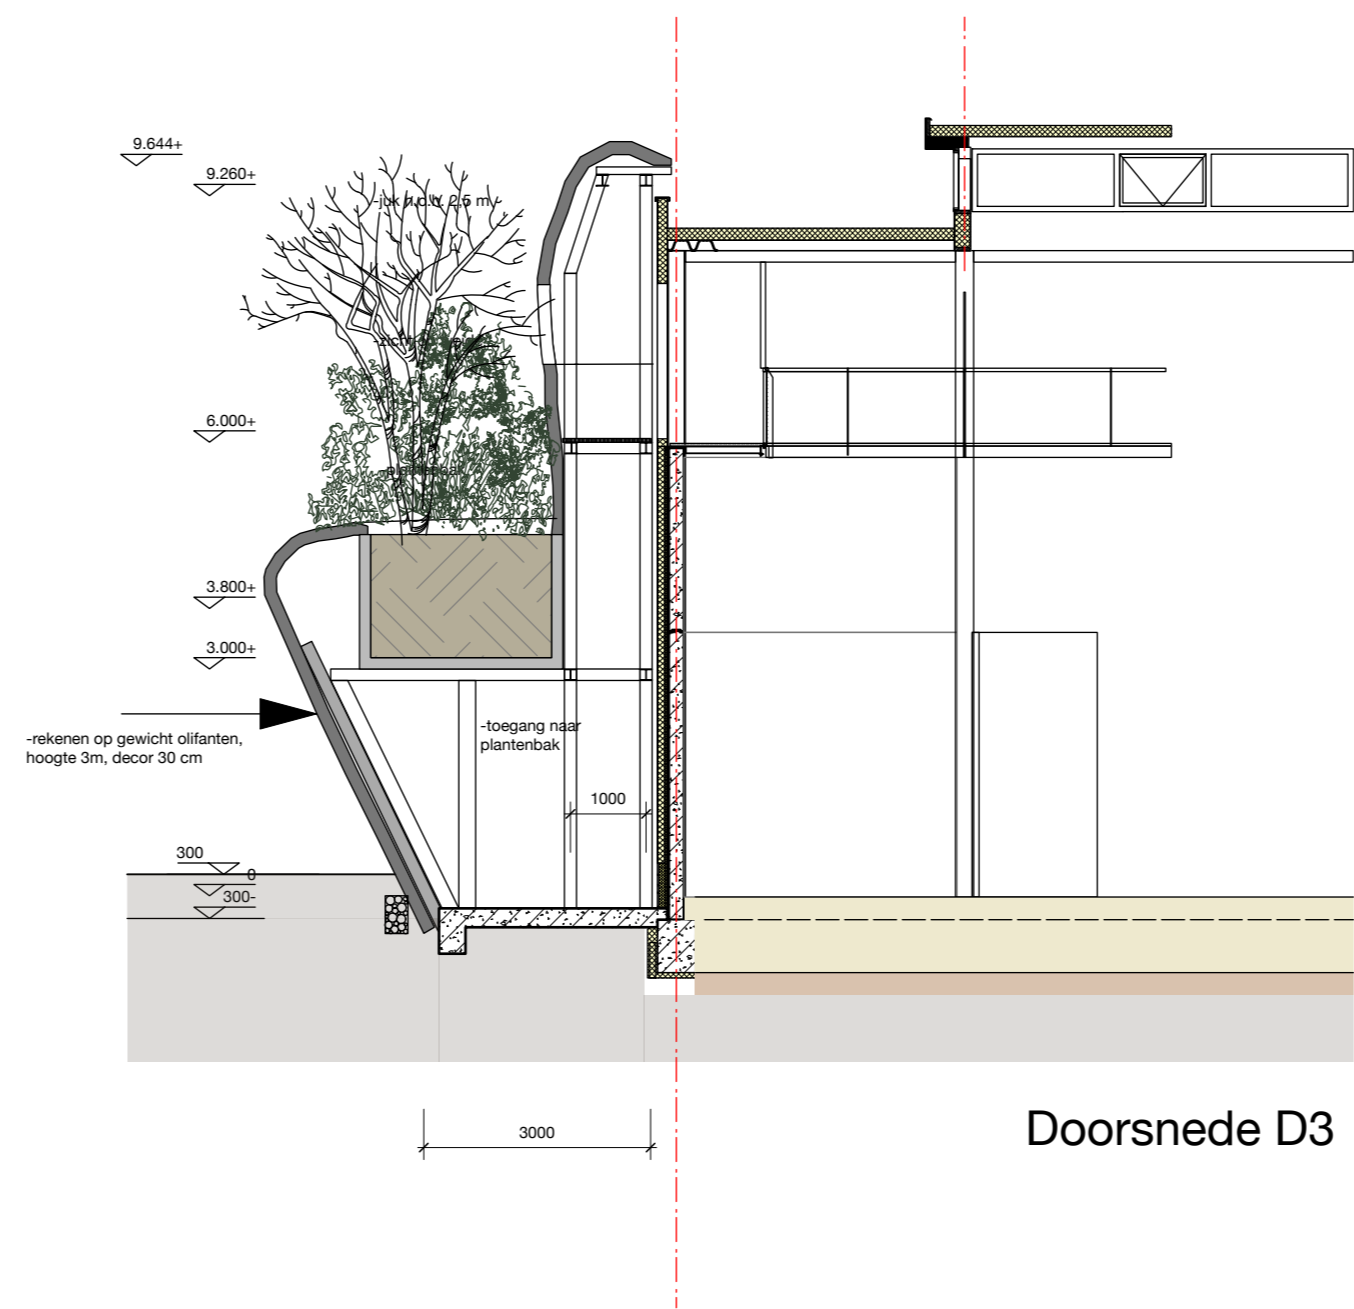 9.644+
9.260+
-juk h.o.h. 2,5 m
6.000+
3.800+
3.000+
-rekenen op gewicht olifanten,
hoogte 3m, decor 30 cm
-toegang naar
plantenbak
1000
300
0
300-
3000
Doorsnede D3